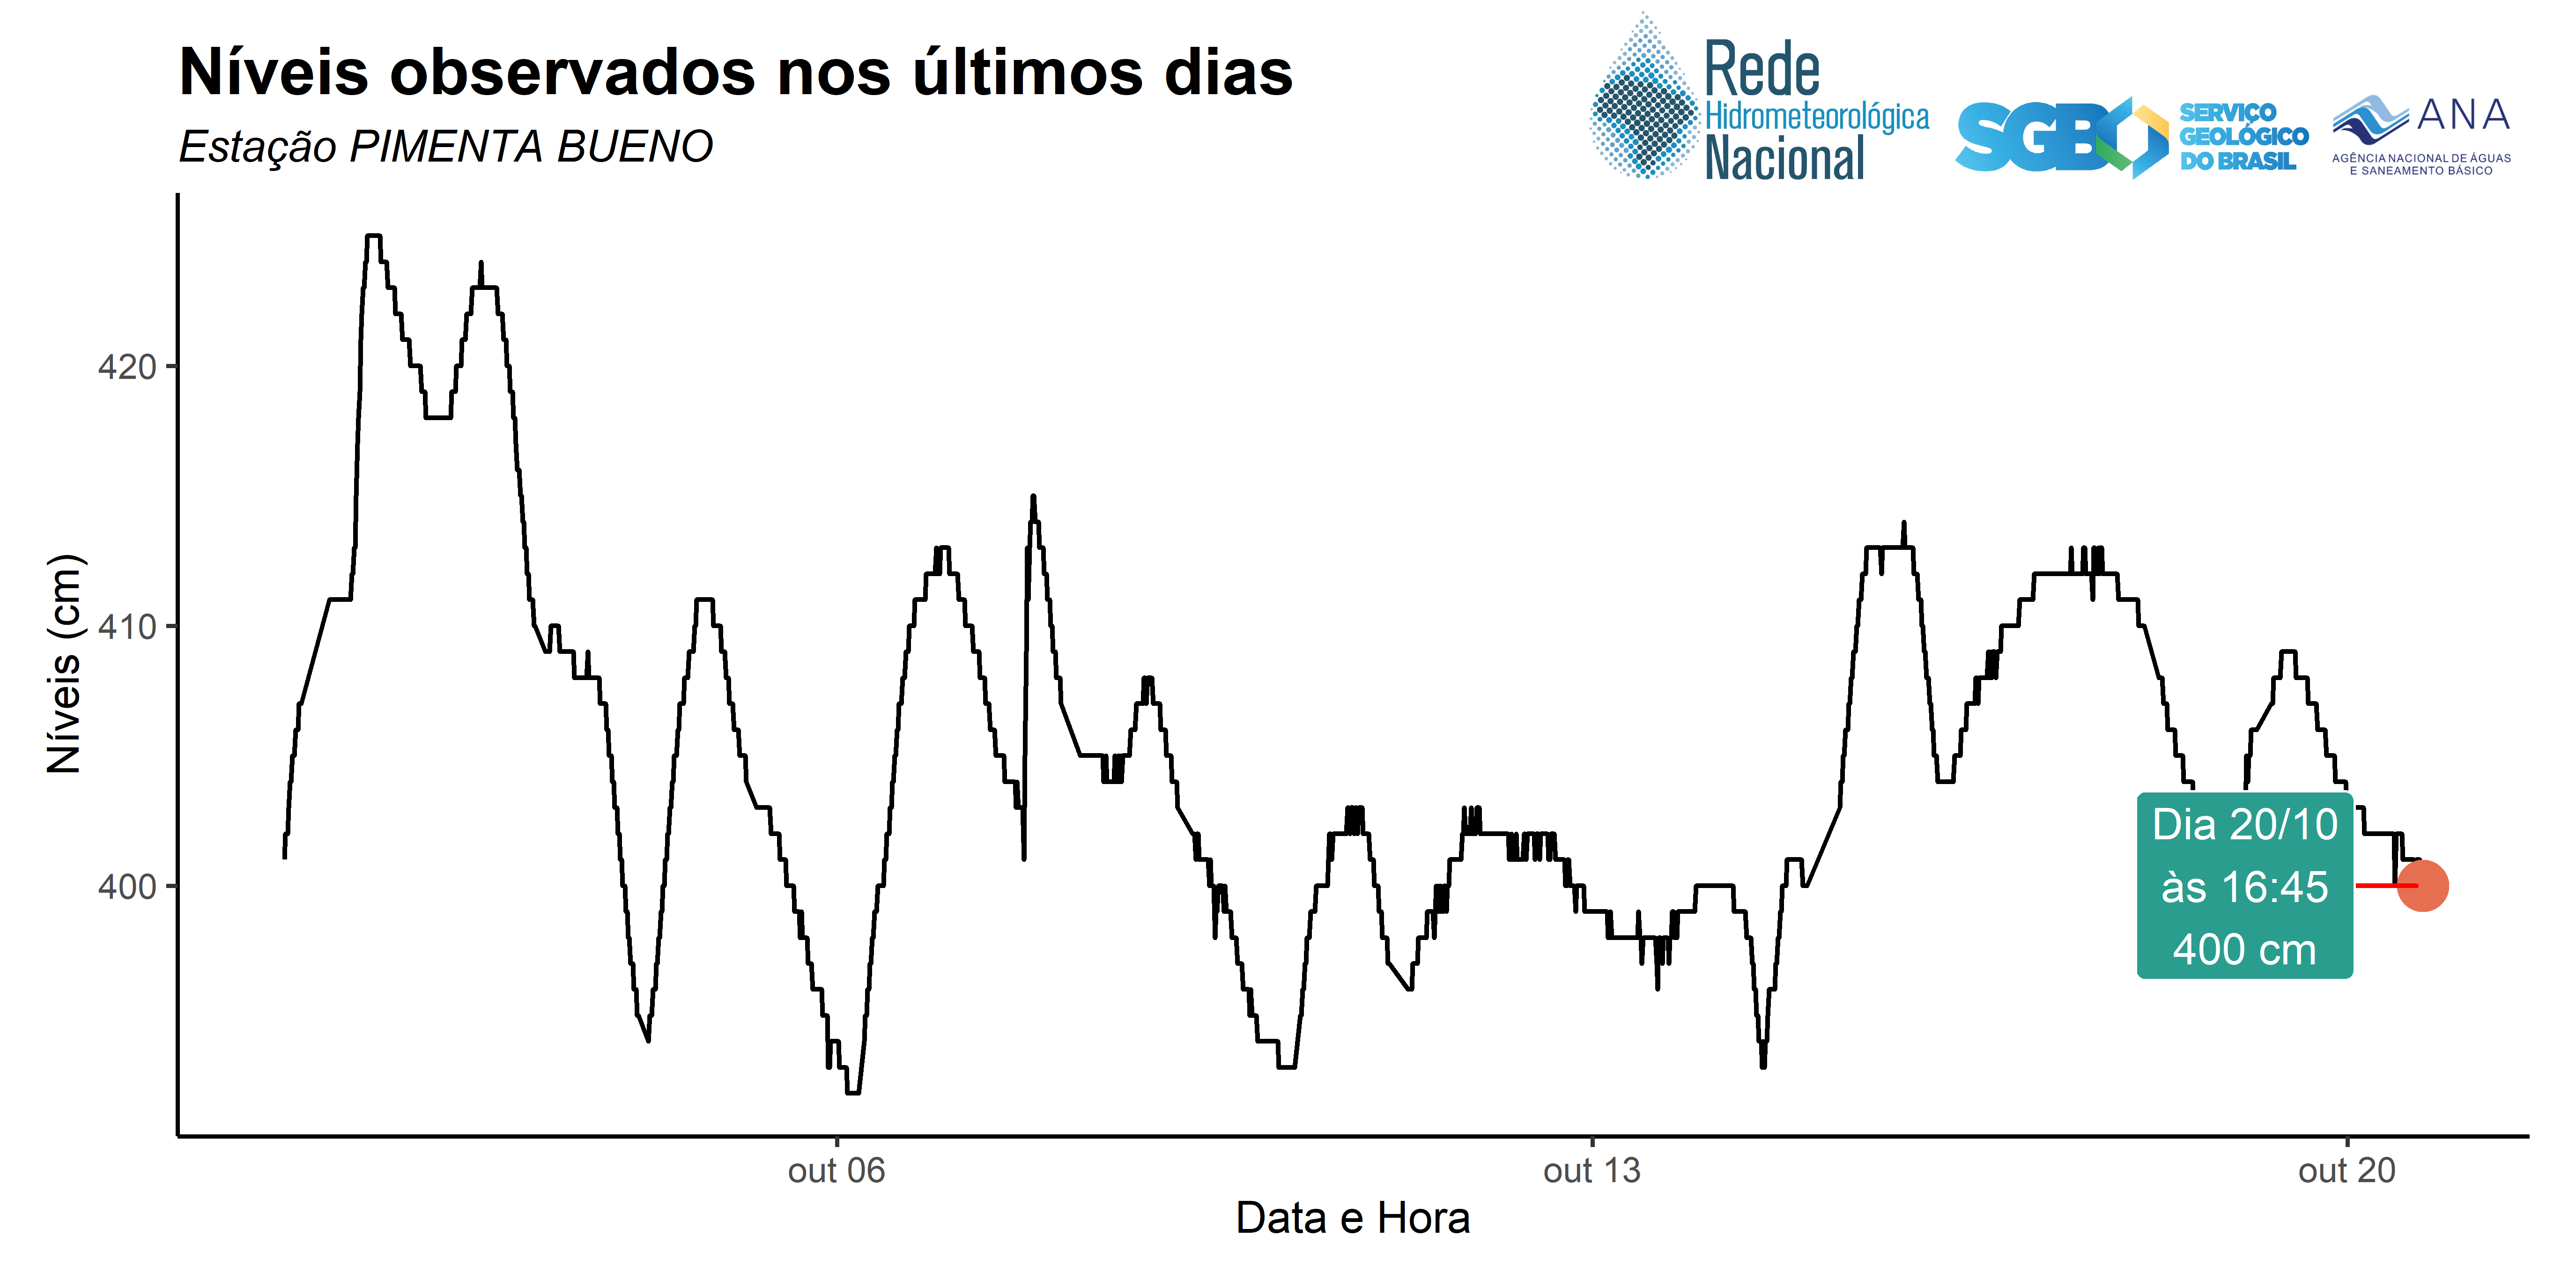 Níveis observados nos últimos dias
Estação PIMENTA BUENO
Rede
Hidrometeorológica
Nacional
SGB
SERVIÇO
GEOLÓGICO
DO BRASIL
ANA
AGÊNCIA NACIONAL DE ÁGUAS
E SANEAMENTO BÁSICO
Níveis (cm)
420
410
400
Dia 20/10
às 16:45
400 cm
out 06
out 13
out 20
Data e Hora